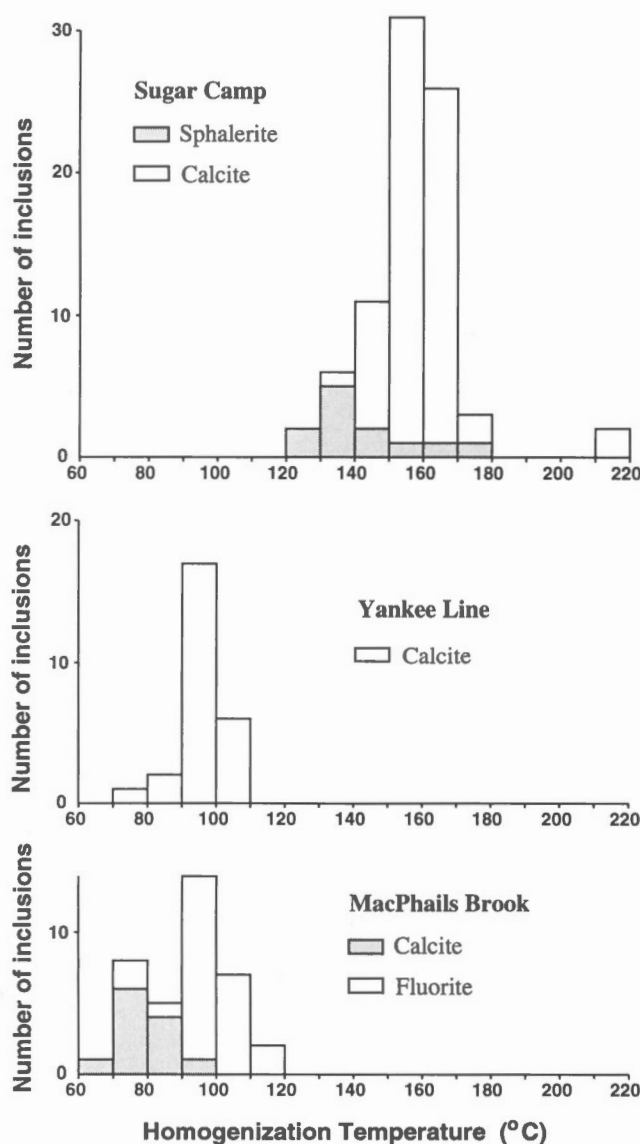 30
Sugar Camp
Sphalerite
Calcite
20
10
0
Number of inclusions
60 80 100 120 140 160 180 200 220
20
Yankee Line
Calcite
10
0
Number of inclusions
60 80 100 120 140 160 180 200 220
MacPhails Brook
10
Calcite
Fluorite
0
Number of inclusions
60 80 100 120 140 160 180 200 220
Homogenization Temperature (°C)